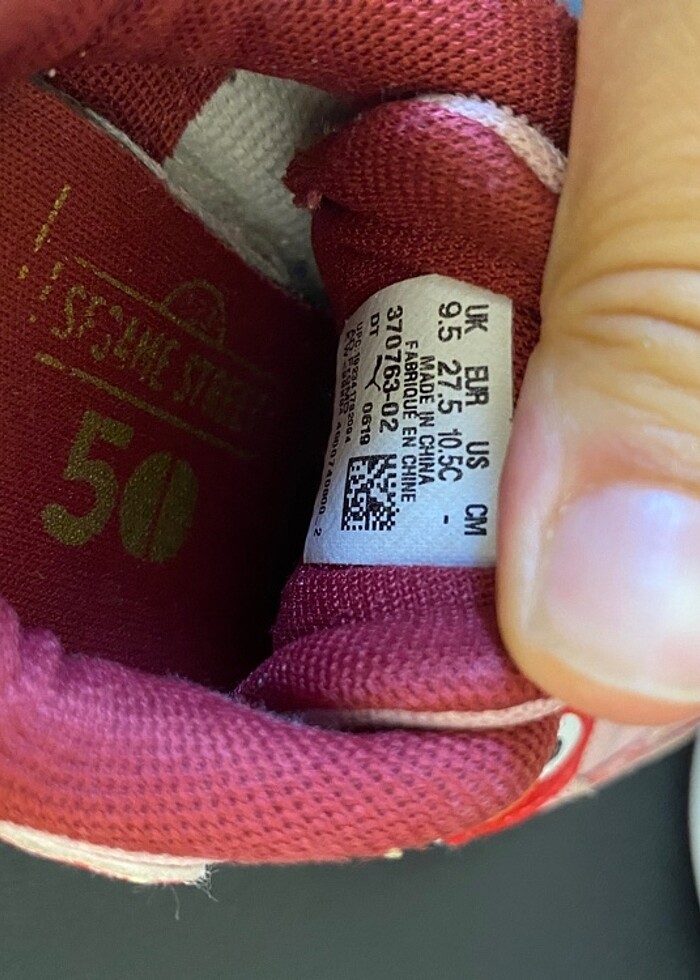 UK EUR US CM
9.5 27.5 10.5C -
MADE IN CHINA
FABRIQUÉ EN CHINE
370763-02
DT 0619
SESAME STREET
50